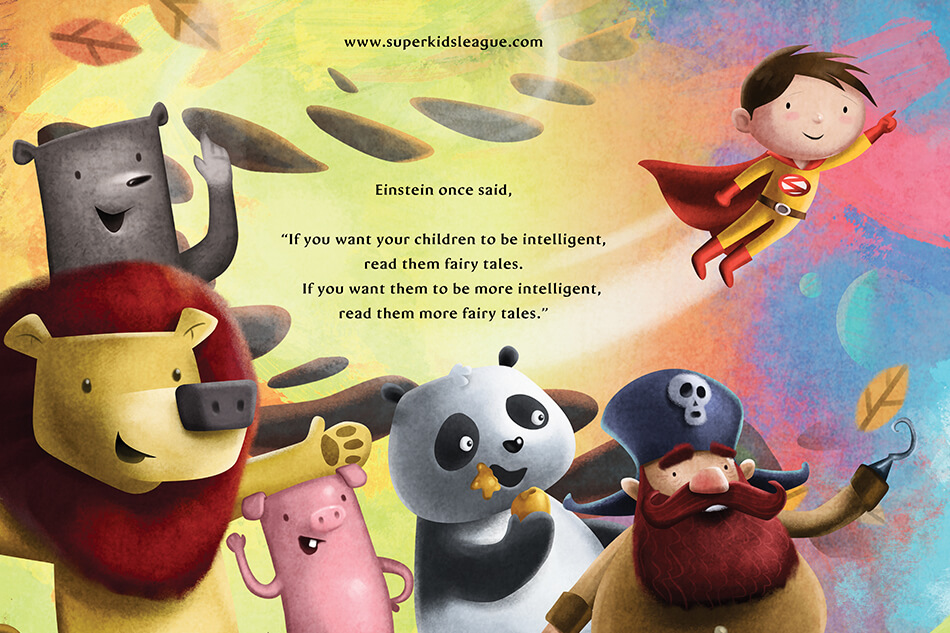 www.superkidsleague.com
Einstein once said,
“If you want your children to be intelligent,
read them fairy tales.
If you want them to be more intelligent,
read them more fairy tales.”